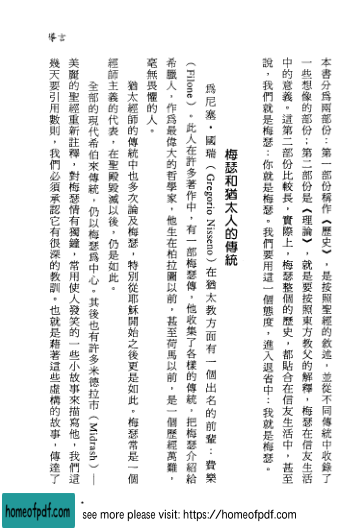 導言
本書分爲兩部份：第一部份稱作《歷史》，是按照聖經的敘述，並從不同傳統中收錄了
一些想像的部份；第二部份是《理論》，就是要按照東方教父的解釋，梅瑟在信友生活
中的意義。這第二部份比較長，實際上，梅瑟整個的歷史，都貼合在信友生活中，甚至
說，我們就是梅瑟：你就是梅瑟。我們要用這一個態度，進入退省中：我就是梅瑟。
梅瑟和猶太人的傳統
爲尼塞・國瑞（Gregorio Nisseno）在猶太教方面有一個出名的前輩：費樂
（Filone）。此人在許多著作中，有一部梅瑟傳，他收集了各樣的傳統，把梅瑟介紹給
希臘人，作爲最偉大的哲學家，他生在柏拉圖以前，甚至荷馬以前，是一個歷經萬難，
毫無畏懼的人。
猶太經師的傳統中也多次論及梅瑟，特別從耶穌開始之後更是如此。梅瑟常是一個
經師主義的代表，在聖殿毀滅以後，仍是如此。
全部的現代希伯來傳統，仍以梅瑟爲中心。其後也有許多米德拉市（Midrash）—
美麗的聖經重新註釋，對梅瑟情有獨鍾，常用使人發笑的一些小故事來描寫他，我們這
幾天要引用數則，我們必須承認它有很深的教訓。也就是藉著這些虛構的故事，傳達了
homeofpdf.com
see more please visit: https://homeofpdf.com